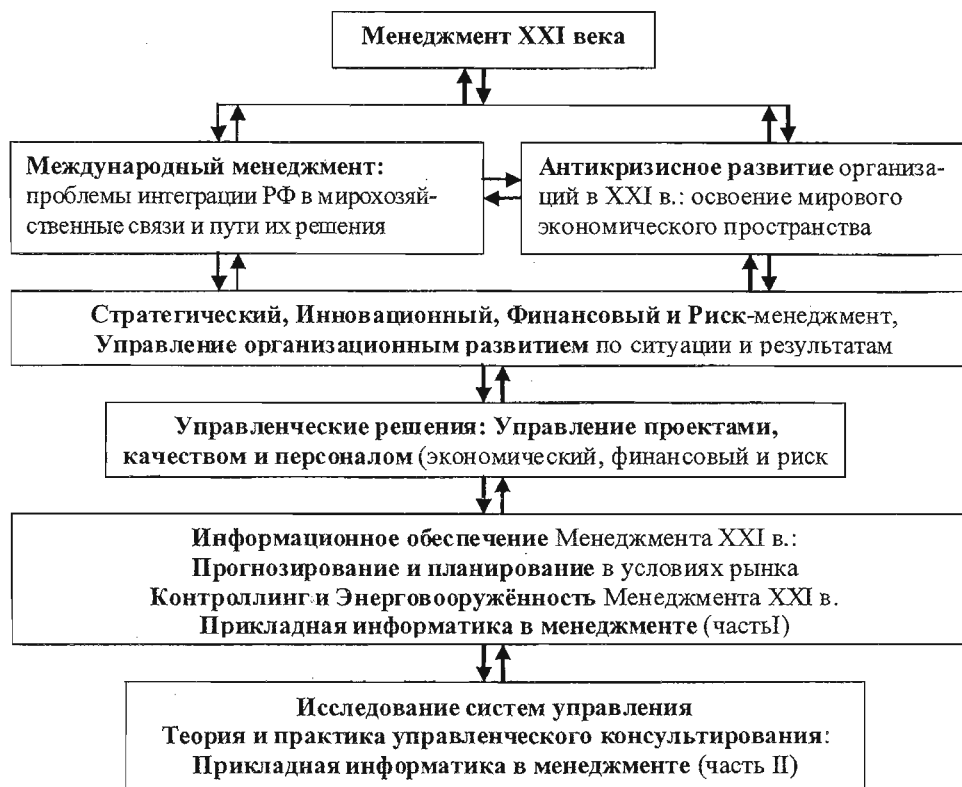 Менеджмент XXI века
Международный менеджмент:
проблемы интеграции РФ в мирохозяй-
ственные связи и пути их решения
Антикризисное развитие организа-
ций в XXI в.: освоение мирового
экономического пространства
Стратегический, Инновационный, Финансовый и Риск-менеджмент,
Управление организационным развитием по ситуации и результатам
Управленческие решения: Управление проектами,
качеством и персоналом (экономический, финансовый и риск
Информационное обеспечение Менеджмента XXI в.:
Прогнозирование и планирование в условиях рынка
Контроллинг и Энерговооружённость Менеджмента XXI в.
Прикладная информатика в менеджменте (частьI)
Исследование систем управления
Теория и практика управленческого консультирования:
Прикладная информатика в менеджменте (часть II)